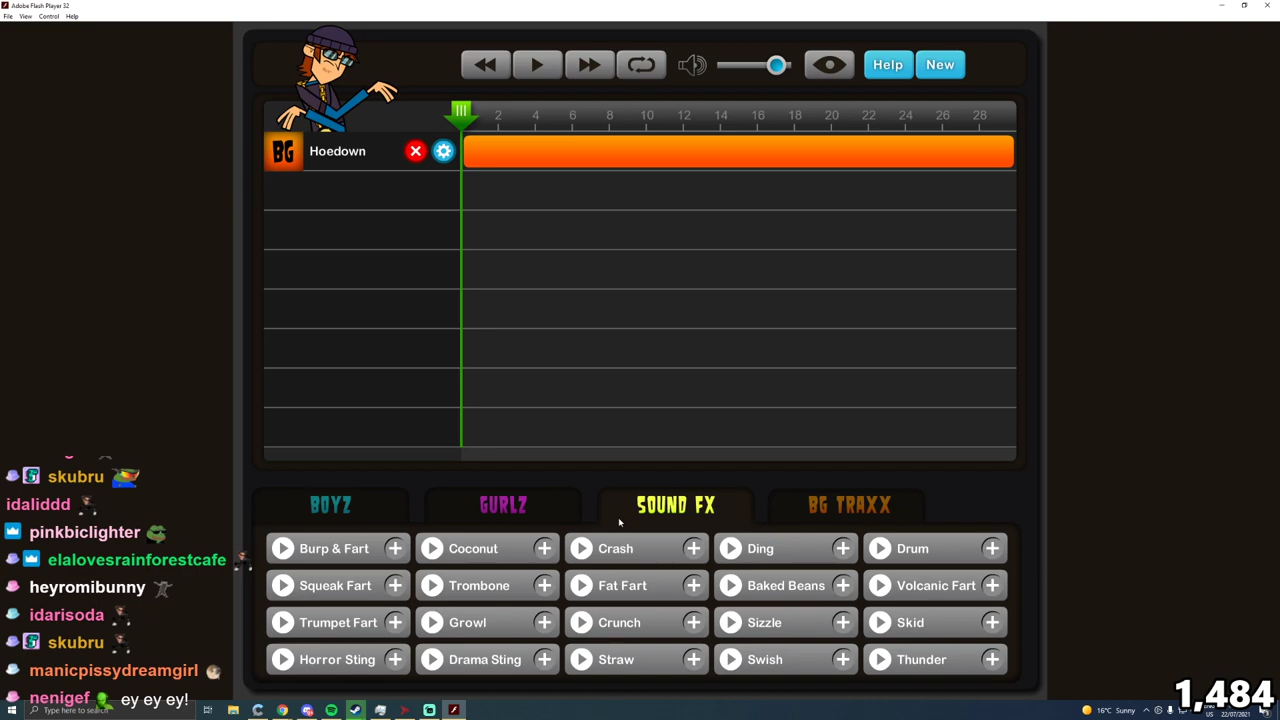 Adobe Flash Player 32
File View Control Help
Help New
2 4 6 8 10 12 14 16 18 20 22 24 26 28
BG Hoedown
BOYZ GURLZ SOUND FX BG TRAXX
Burp & Fart Coconut Crash Ding Drum
Squeak Fart Trombone Fat Fart Baked Beans Volcanic Fart
Trumpet Fart Growl Crunch Sizzle Skid
Horror Sting Drama Sting Straw Swish Thunder
skubru
idaliddd
pinkbiclighter
elalovesrainforestcafe
heyromibunny
idarisoda
skubru
manicpissydreamgirl
nenigef ey ey ey!
1,484
Type here to search
16°C Sunny
US 22/07/2021